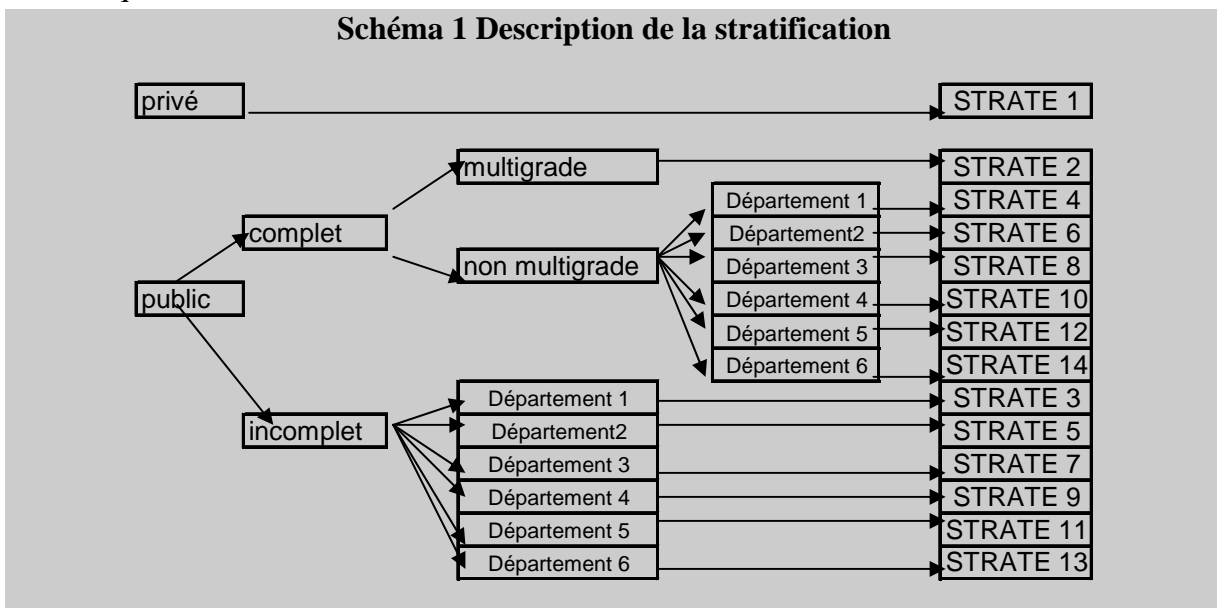 Schéma 1 Description de la stratification
privé STRATE 1
multigrade STRATE 2
Département 1 STRATE 4
complet Département2 STRATE 6
non multigrade Département 3 STRATE 8
public Département 4 STRATE 10
Département 5 STRATE 12
Département 6 STRATE 14
Département 1 STRATE 3
incomplet Département2 STRATE 5
Département 3 STRATE 7
Département 4 STRATE 9
Département 5 STRATE 11
Département 6 STRATE 13